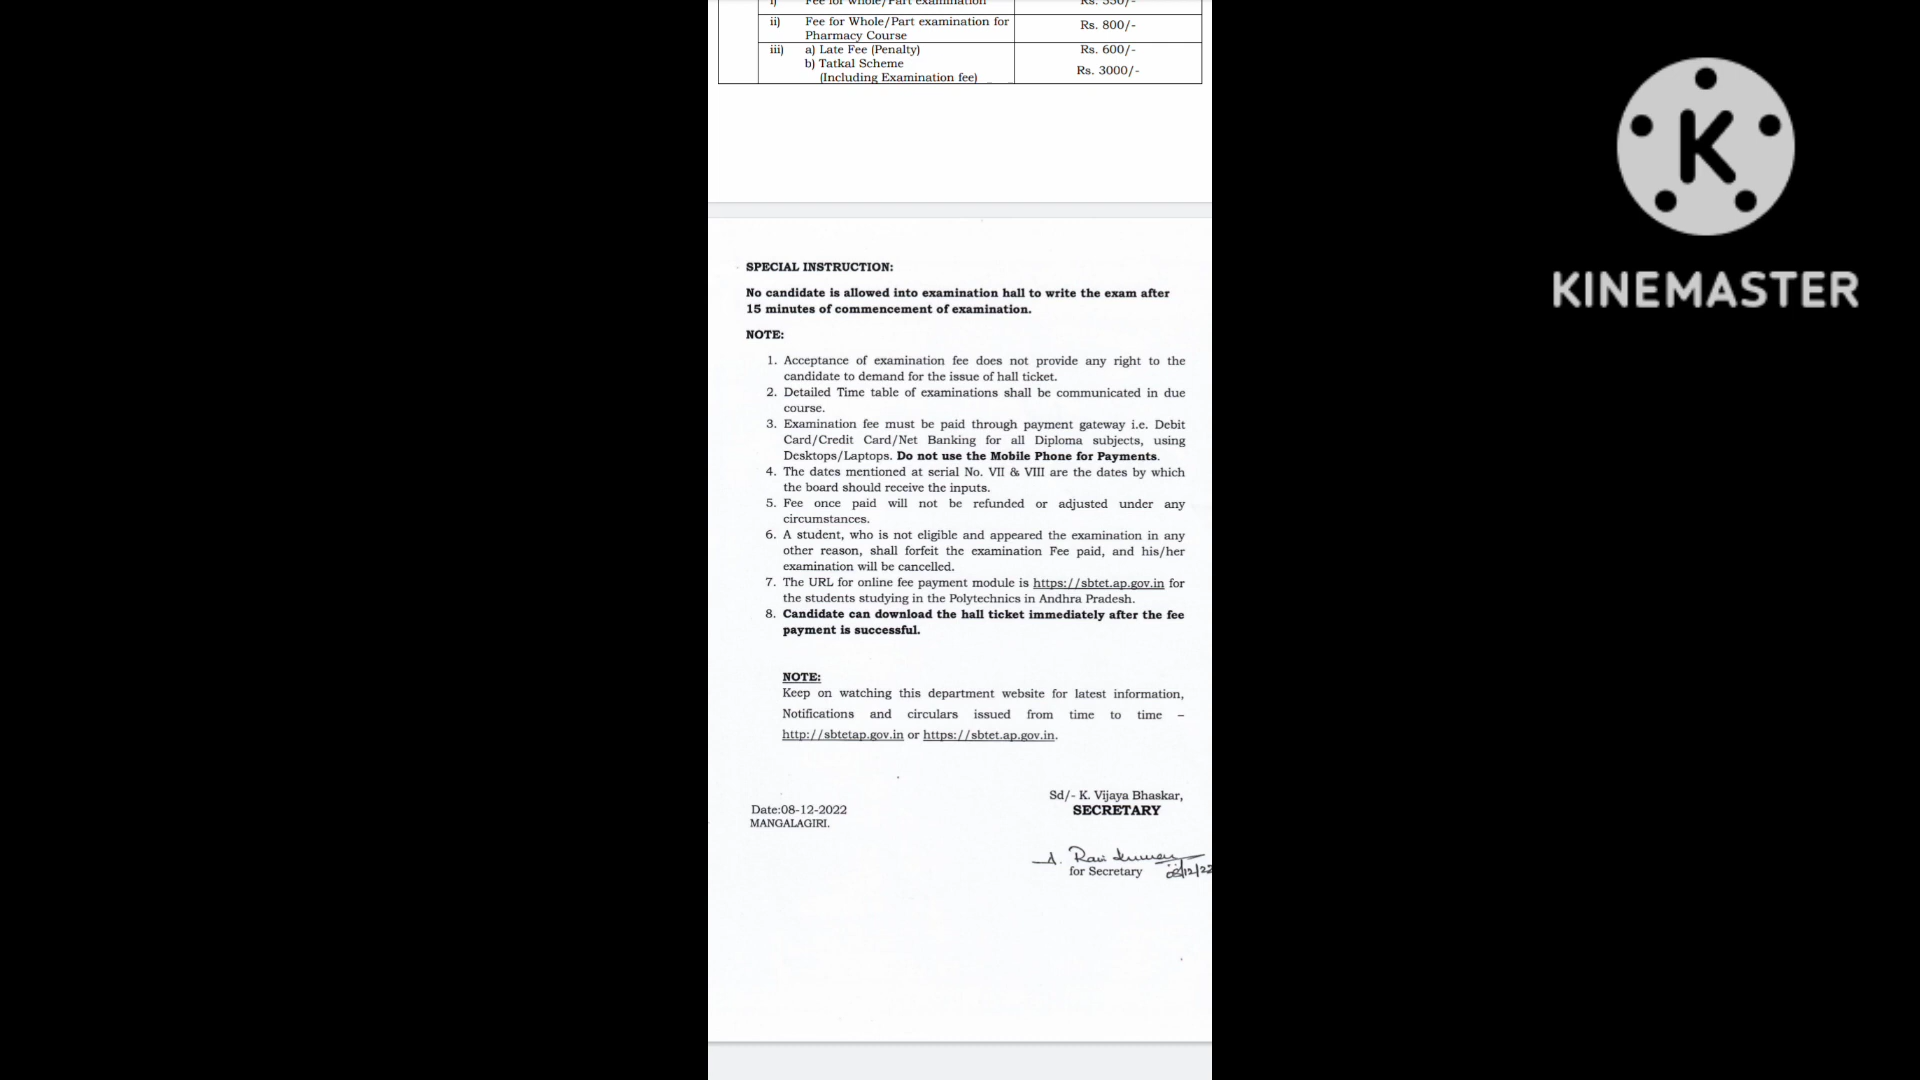 i) Fee for whole/Part examination Rs. 550/-
ii) Fee for Whole/Part examination for Rs. 800/-
Pharmacy Course
iii) a) Late Fee (Penalty) Rs. 600/-
b) Tatkal Scheme Rs. 3000/-
(Including Examination fee)
SPECIAL INSTRUCTION:
No candidate is allowed into examination hall to write the exam after
15 minutes of commencement of examination.
NOTE:
1. Acceptance of examination fee does not provide any right to the
candidate to demand for the issue of hall ticket.
2. Detailed Time table of examinations shall be communicated in due
course.
3. Examination fee must be paid through payment gateway i.e. Debit
Card/Credit Card/Net Banking for all Diploma subjects, using
Desktops/Laptops. Do not use the Mobile Phone for Payments.
4. The dates mentioned at serial No. VII & VIII are the dates by which
the board should receive the inputs.
5. Fee once paid will not be refunded or adjusted under any
circumstances.
6. A student, who is not eligible and appeared the examination in any
other reason, shall forfeit the examination Fee paid, and his/her
examination will be cancelled.
7. The URL for online fee payment module is https://sbtet.ap.gov.in for
the students studying in the Polytechnics in Andhra Pradesh.
8. Candidate can download the hall ticket immediately after the fee
payment is successful.
NOTE:
Keep on watching this department website for latest information,
Notifications and circulars issued from time to time –
http://sbtetap.gov.in or https://sbtet.ap.gov.in.
Sd/- K. Vijaya Bhaskar,
Date:08-12-2022 SECRETARY
MANGALAGIRI.
A. Ravi Kumar
for Secretary 08/12/22
K
KINEMASTER